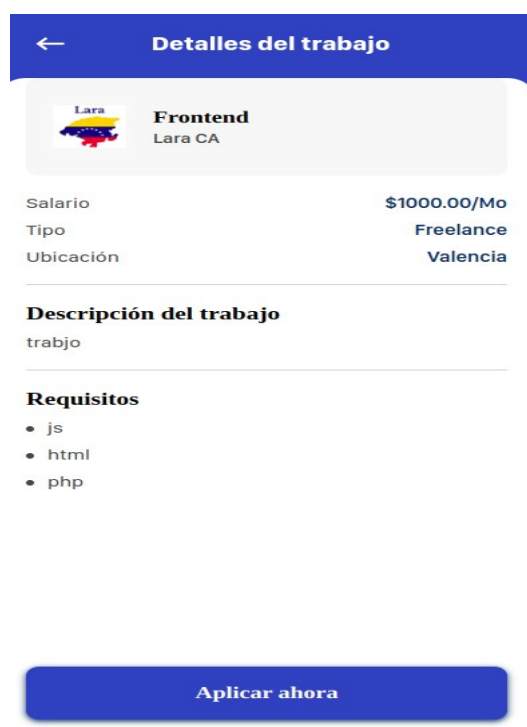 Detalles del trabajo
Lara
Frontend
Lara CA
Salario $1000.00/Mo
Tipo Freelance
Ubicación Valencia
Descripción del trabajo
trabjo
Requisitos
• js
• html
• php
Aplicar ahora